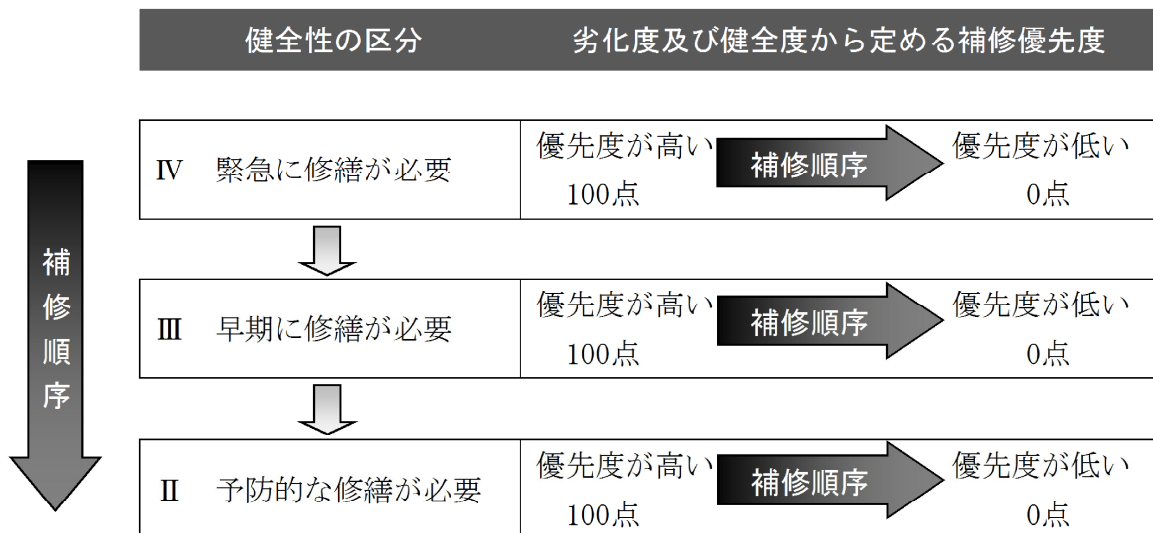 健全性の区分 劣化度及び健全度から定める補修優先度
補修順序
Ⅳ 緊急に修繕が必要
優先度が高い
100点
補修順序
優先度が低い
0点
Ⅲ 早期に修繕が必要
優先度が高い
100点
補修順序
優先度が低い
0点
Ⅱ 予防的な修繕が必要
優先度が高い
100点
補修順序
優先度が低い
0点